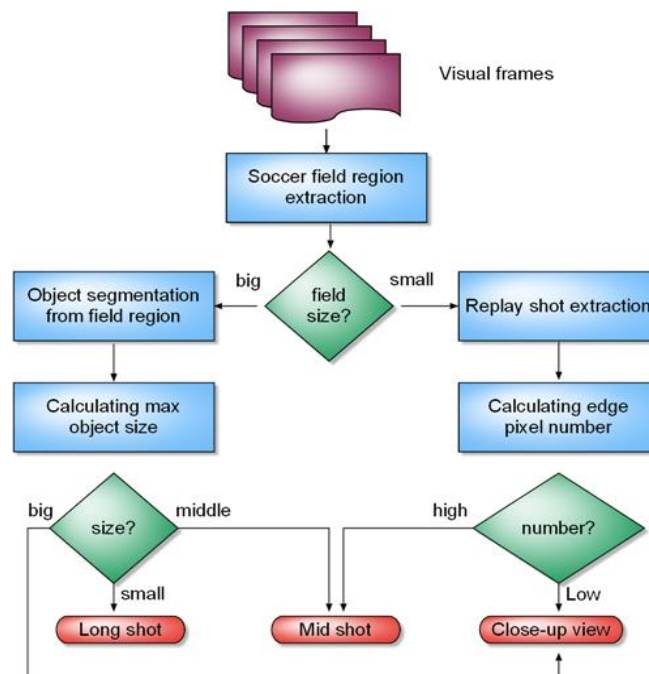 Visual frames
Soccer field region
extraction
big
small
field
size?
Object segmentation
from field region
Replay shot extraction
Calculating max
object size
Calculating edge
pixel number
big
size?
middle
high
number?
small
Low
Long shot
Mid shot
Close-up view